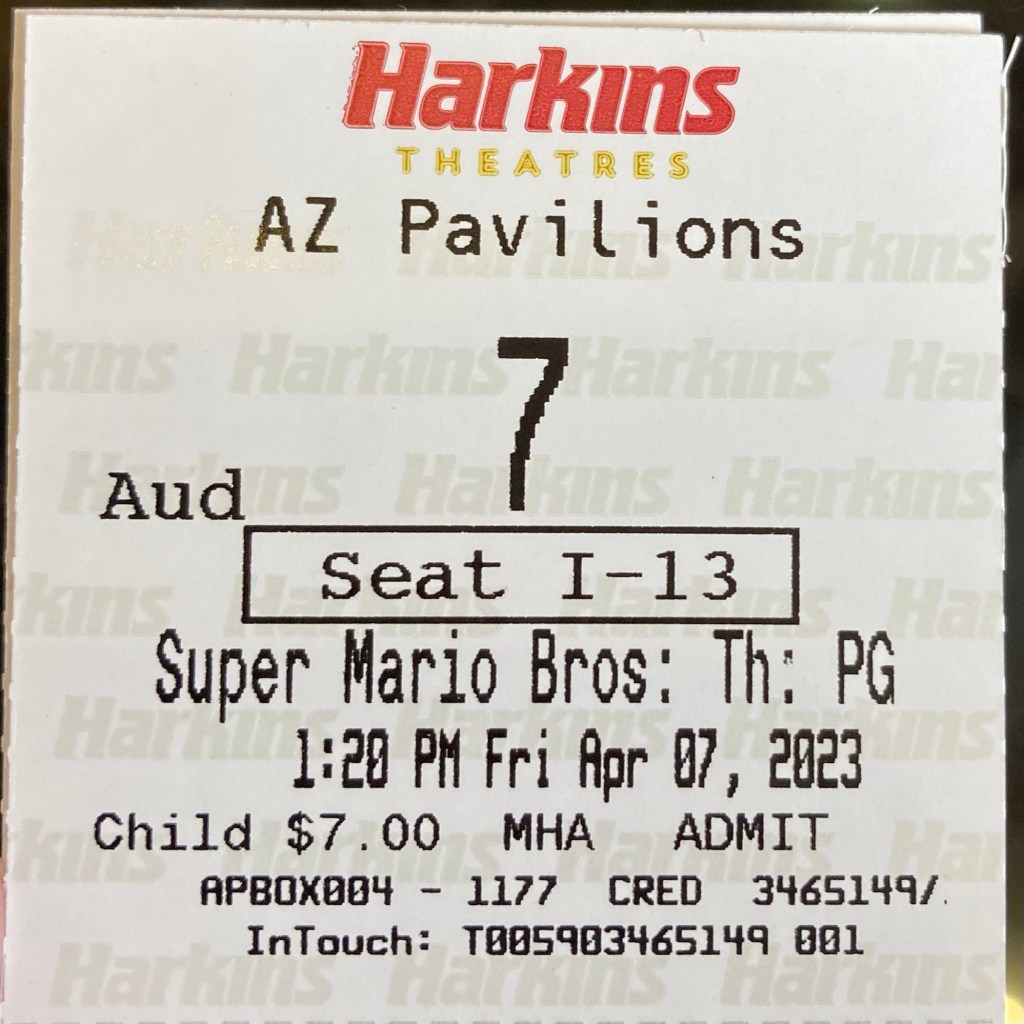 Harkins
THEATRES
AZ Pavilions
7
Aud
Seat I-13
Super Mario Bros: Th: PG
1:20 PM Fri Apr 07, 2023
Child $7.00 MHA ADMIT
APBOX004 - 1177 CRED 3465149/.
InTouch: T005903465149 001